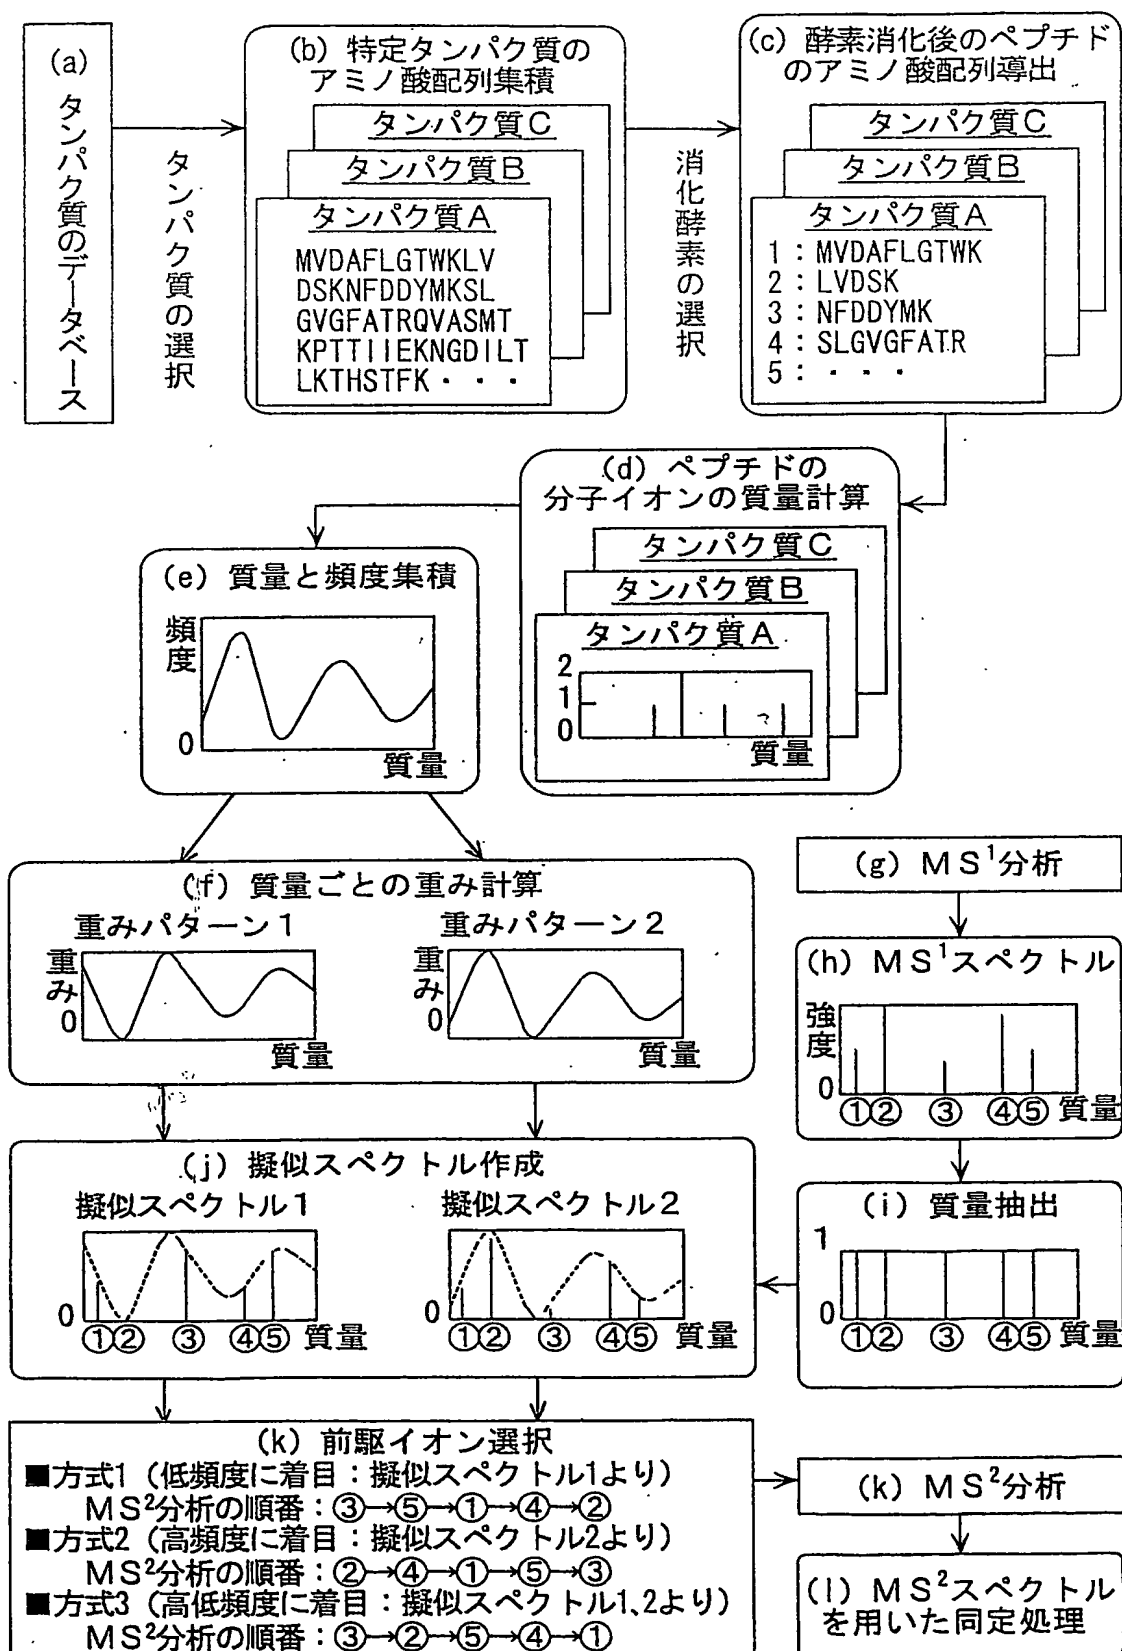 (a)
タンパク質のデータベース
タンパク質の選択
(b) 特定タンパク質の
アミノ酸配列集積
タンパク質C
タンパク質B
タンパク質A
MVDAFLGTWKLV
DSKNFDDYMKSL
GVGFATRQVASMT
KPTTIIEKNGDILT
LKTHSTFK・・・
消化酵素の選択
(c) 酵素消化後のペプチド
のアミノ酸配列導出
タンパク質C
タンパク質B
タンパク質A
1:MVDAFLGTWK
2:LVDSK
3:NFDDYMK
4:SLGVGFATR
5:・・・
(d) ペプチドの
分子イオンの質量計算
タンパク質C
タンパク質B
タンパク質A
2
1
0
質量
(e) 質量と頻度集積
頻度
0
質量
(f) 質量ごとの重み計算
重みパターン1
重み
0
質量
重みパターン2
重み
0
質量
(g) MS¹分析
(h) MS¹スペクトル
強度
0
①② ③ ④⑤ 質量
(i) 質量抽出
1
0
①② ③ ④⑤ 質量
(j) 擬似スペクトル作成
擬似スペクトル1
0
①② ③ ④⑤ 質量
擬似スペクトル2
0
①② ③ ④⑤ 質量
(k) 前駆イオン選択
■方式1(低頻度に着目:擬似スペクトル1より)
MS²分析の順番:③→⑤→①→④→②
■方式2(高頻度に着目:擬似スペクトル2より)
MS²分析の順番:②→④→①→⑤→③
■方式3(高低頻度に着目:擬似スペクトル1、2より)
MS²分析の順番:③→②→⑤→④→①
(k) MS²分析
(l) MS²スペクトル
を用いた同定処理